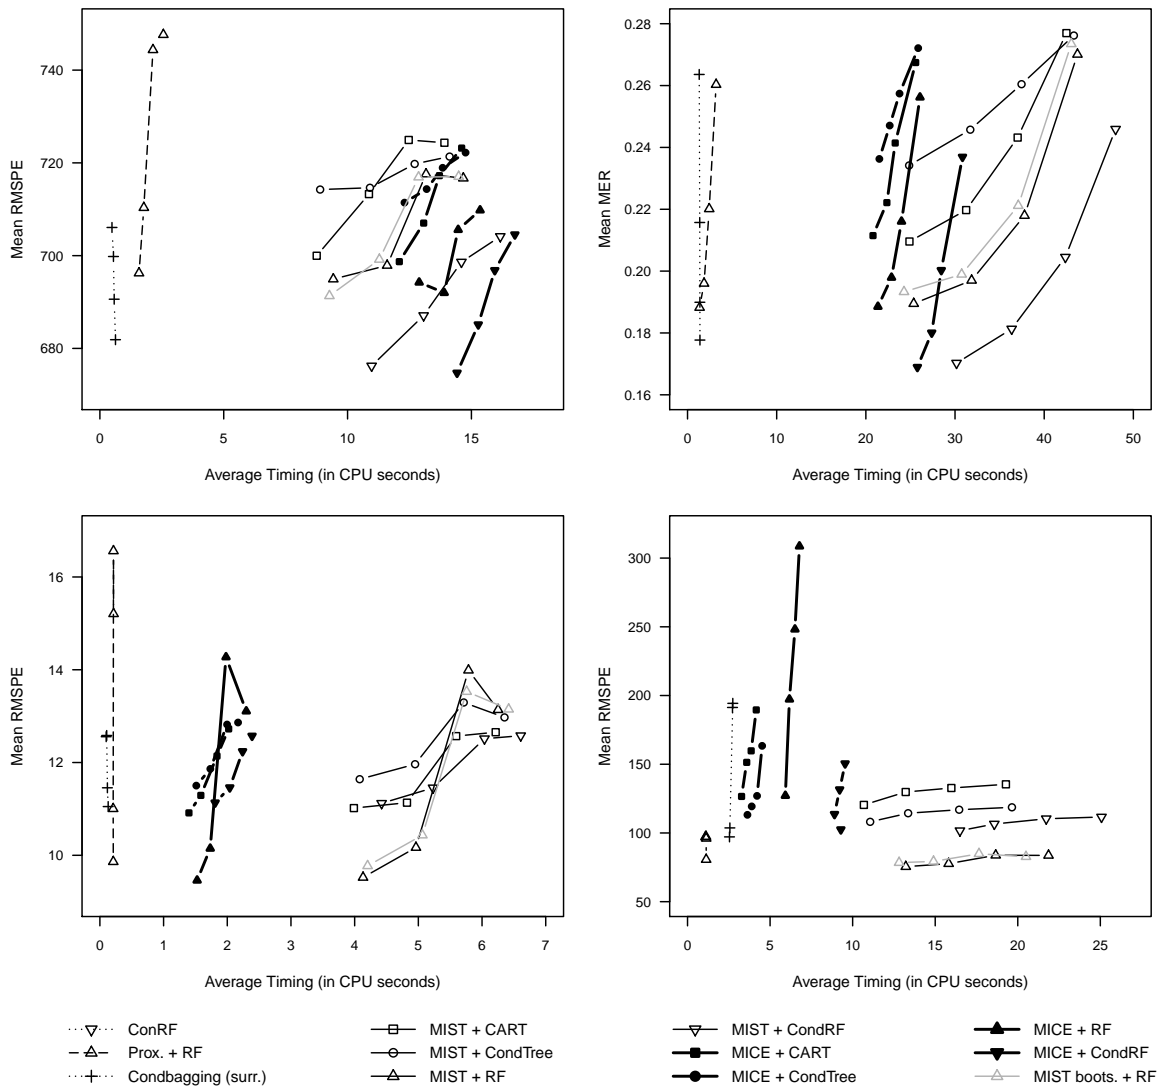 740
720
700
680
Mean RMSPE
0 5 10 15
Average Timing (in CPU seconds)
0.28
0.26
0.24
0.22
0.20
0.18
0.16
Mean MER
0 10 20 30 40 50
Average Timing (in CPU seconds)
16
14
12
10
Mean RMSPE
0 1 2 3 4 5 6 7
Average Timing (in CPU seconds)
300
250
200
150
100
50
Mean RMSPE
0 5 10 15 20 25
Average Timing (in CPU seconds)
ConRF
Prox. + RF
Condbagging (surr.)
MIST + CART
MIST + CondTree
MIST + RF
MIST + CondRF
MICE + CART
MICE + CondTree
MICE + RF
MICE + CondRF
MIST boots. + RF